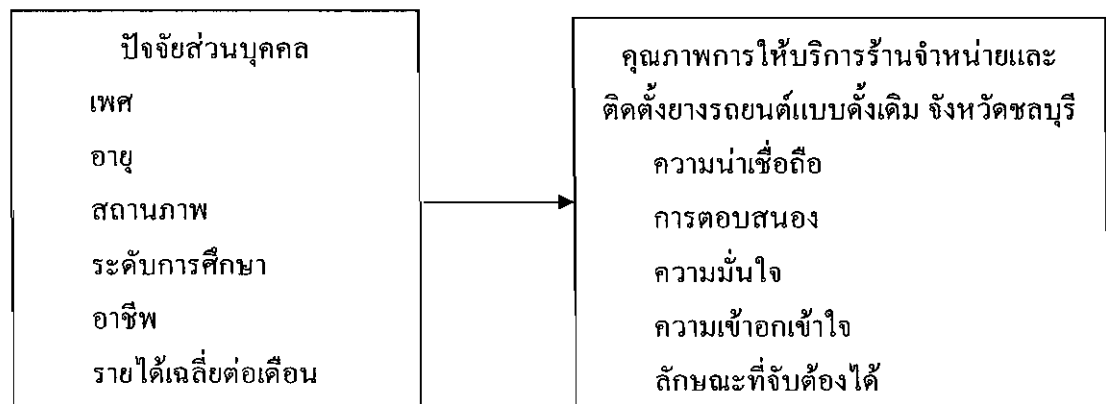 ปัจจัยส่วนบุคคล
เพศ
อายุ
สถานภาพ
ระดับการศึกษา
อาชีพ
รายได้เฉลี่ยต่อเดือน
คุณภาพการให้บริการร้านจำหน่ายและ
ติดตั้งยางรถยนต์แบบดั้งเดิม จังหวัดชลบุรี
ความน่าเชื่อถือ
การตอบสนอง
ความมั่นใจ
ความเข้าอกเข้าใจ
ลักษณะที่จับต้องได้